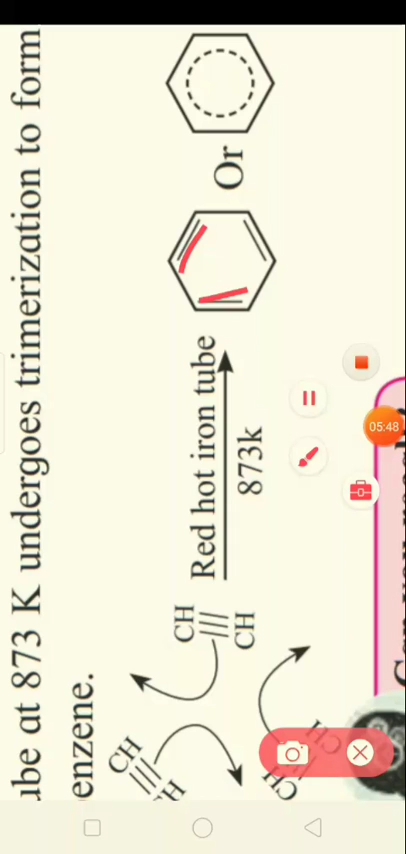 ube at 873 K undergoes trimerization to form
enzene.
CH
CH
CH
CH
Red hot iron tube
873k
Or
05:48